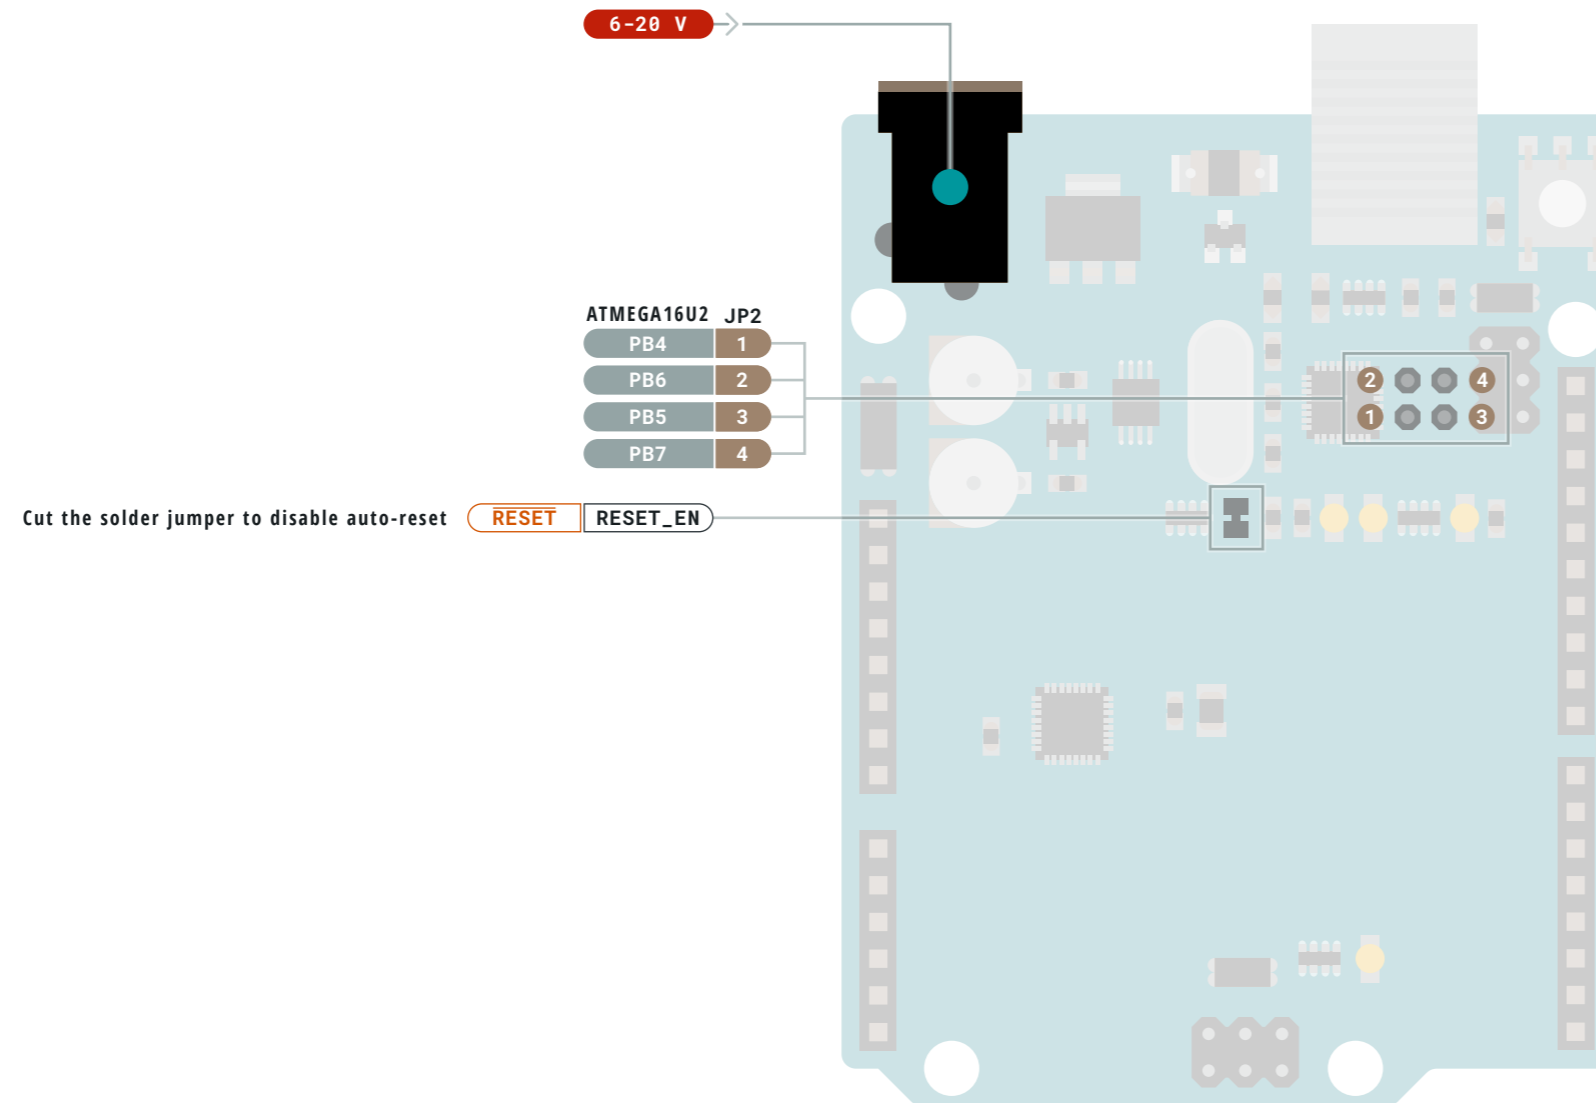 6-20 V
ATMEGA16U2 JP2
PB4 1
PB6 2
PB5 3
PB7 4
2 4
1 3
Cut the solder jumper to disable auto-reset RESET RESET_EN